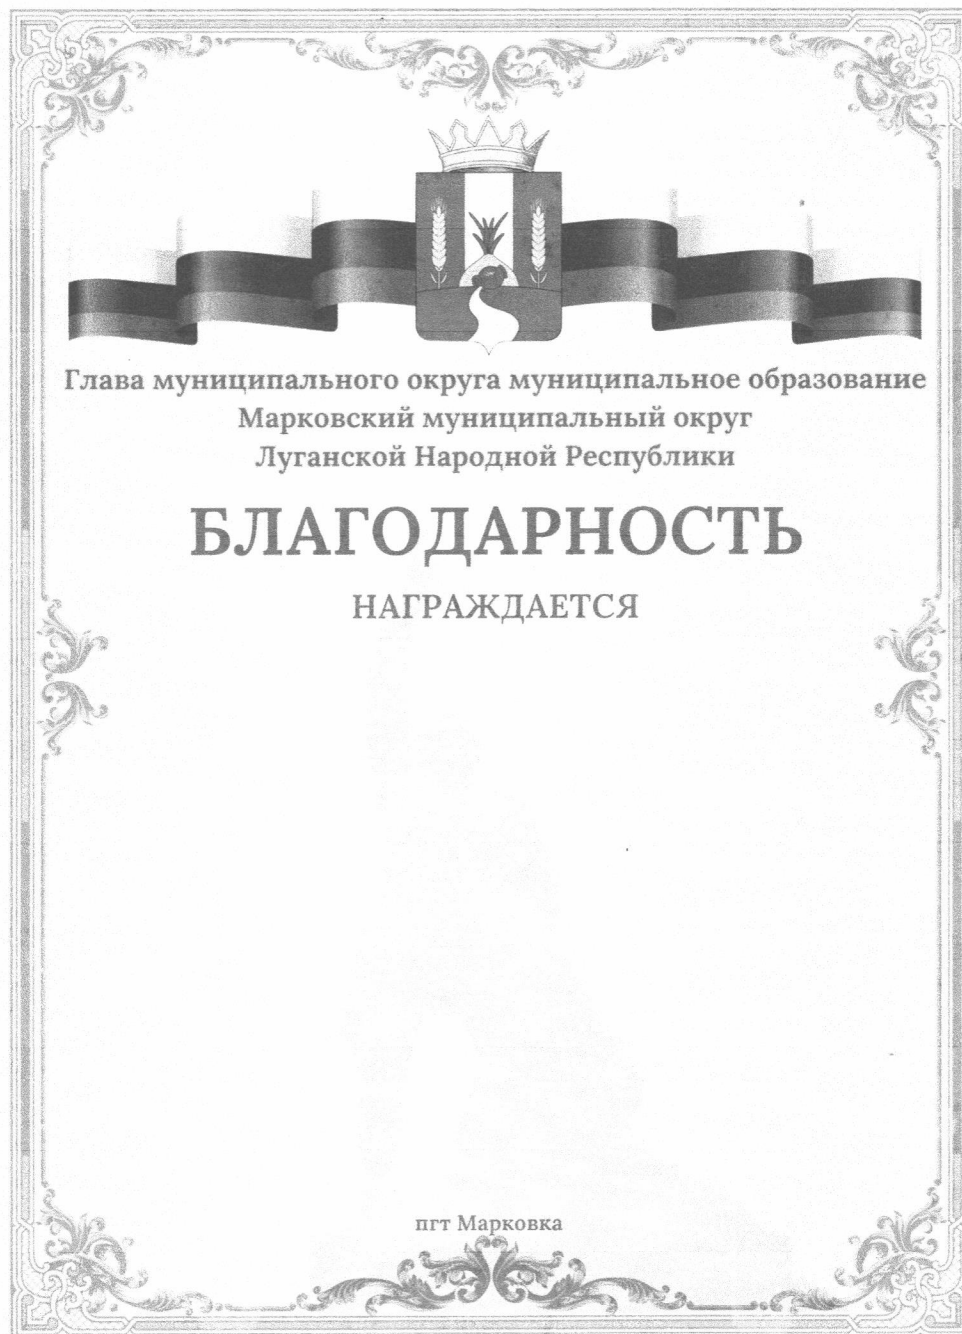 Глава муниципального округа муниципальное образование
Марковский муниципальный округ
Луганской Народной Республики
БЛАГОДАРНОСТЬ
НАГРАЖДАЕТСЯ
пгт Марковка